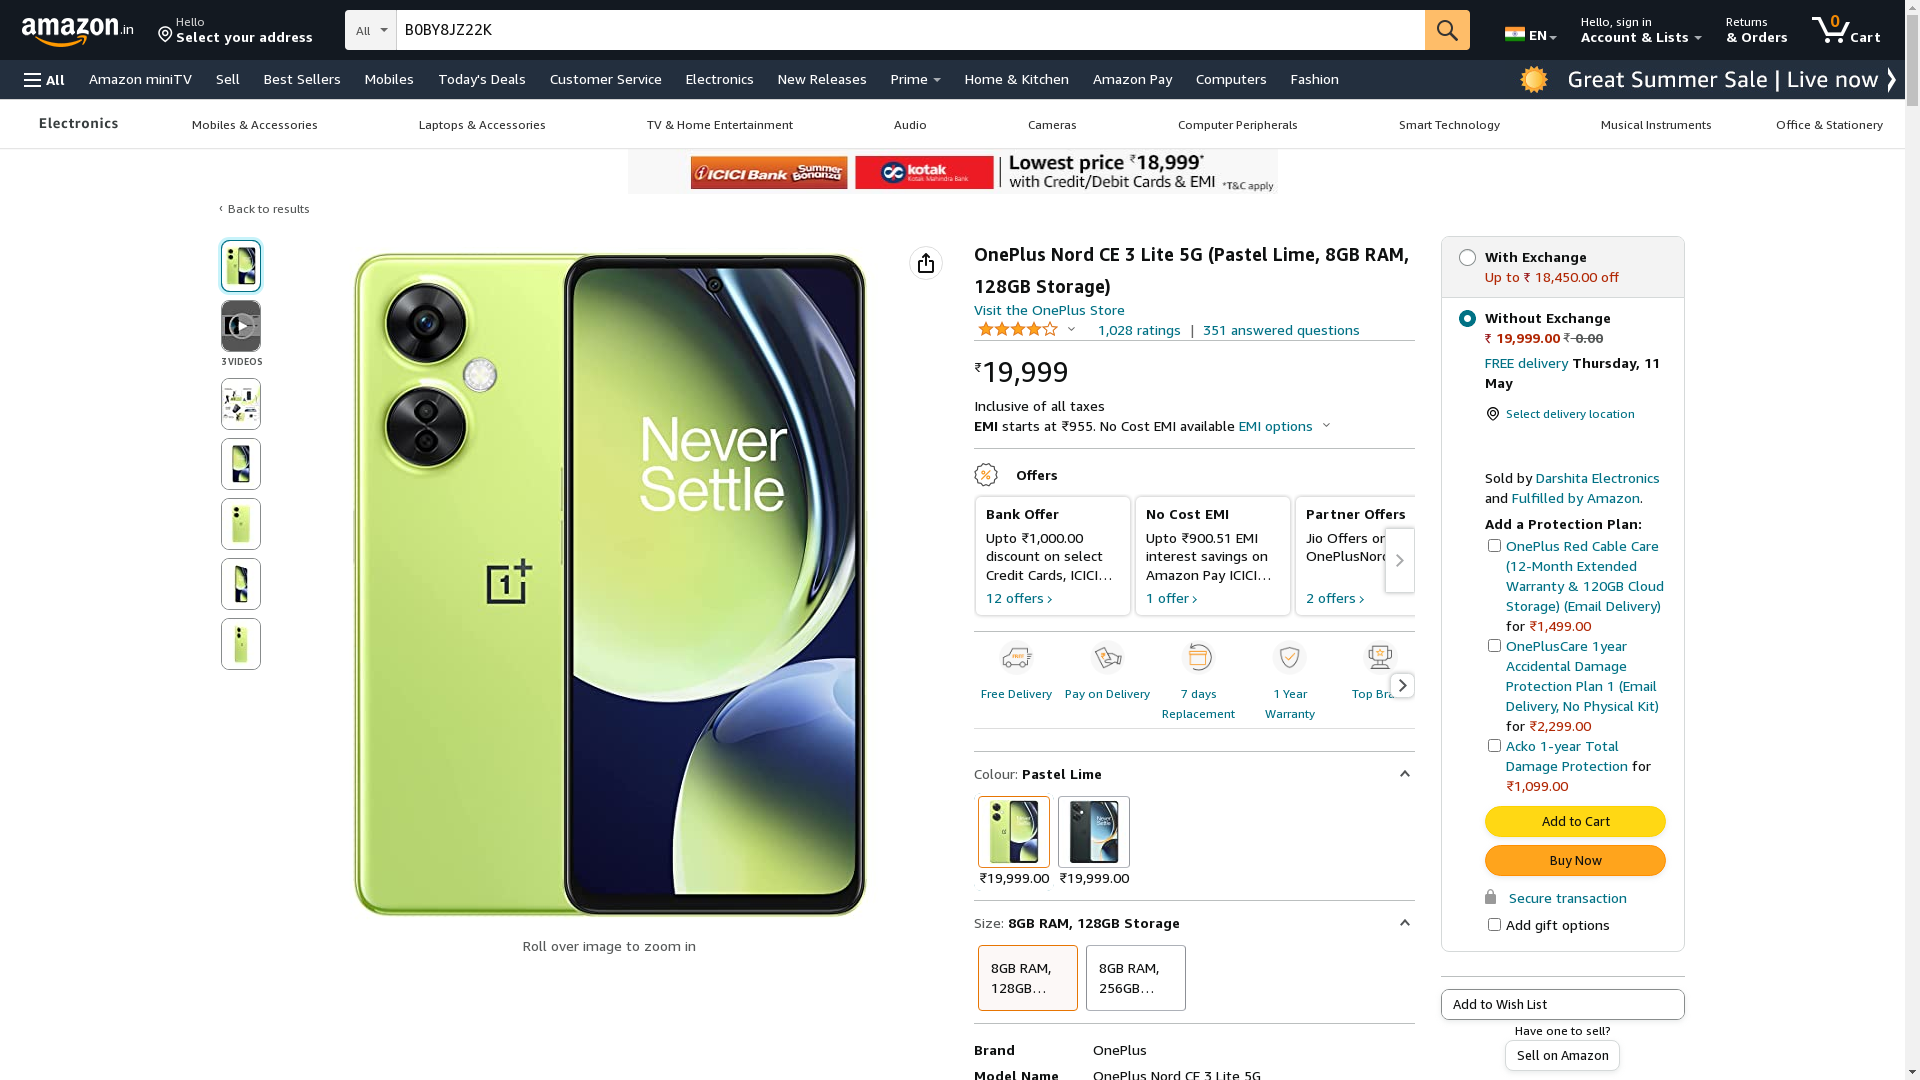 amazon.in
Hello
Select your address
All
B0BY8JZ22K
EN
Hello, sign in
Account & Lists
Returns
& Orders
0
Cart
All
Amazon miniTV
Sell
Best Sellers
Mobiles
Today's Deals
Customer Service
Electronics
New Releases
Prime
Home & Kitchen
Amazon Pay
Computers
Fashion
Great Summer Sale | Live now
Electronics
Mobiles & Accessories
Laptops & Accessories
TV & Home Entertainment
Audio
Cameras
Computer Peripherals
Smart Technology
Musical Instruments
Office & Stationery
ICICI Bank Summer Bonanza
kotak
Kotak Mahindra Bank
Lowest price ₹18,999*
with Credit/Debit Cards & EMI *T&C apply
‹ Back to results
3 VIDEOS
Never
Settle
1
Roll over image to zoom in
OnePlus Nord CE 3 Lite 5G (Pastel Lime, 8GB RAM,
128GB Storage)
Visit the OnePlus Store
1,028 ratings | 351 answered questions
₹19,999
Inclusive of all taxes
EMI starts at ₹955. No Cost EMI available EMI options
Offers
Bank Offer
Upto ₹1,000.00
discount on select
Credit Cards, ICICI…
12 offers ›
No Cost EMI
Upto ₹900.51 EMI
interest savings on
Amazon Pay ICICI…
1 offer ›
Partner Offers
Jio Offers on
OnePlusNord
2 offers ›
FREE
Free Delivery
Pay on Delivery
7 days
Replacement
1 Year
Warranty
Top Bra
Colour: Pastel Lime
Never
Settle
Never
Settle
₹19,999.00
₹19,999.00
Size: 8GB RAM, 128GB Storage
8GB RAM,
128GB…
8GB RAM,
256GB…
Brand
OnePlus
Model Name
OnePlus Nord CE 3 Lite 5G
With Exchange
Up to ₹ 18,450.00 off
Without Exchange
₹ 19,999.00 ₹ 0.00
FREE delivery Thursday, 11
May
Select delivery location
Sold by Darshita Electronics
and Fulfilled by Amazon.
Add a Protection Plan:
OnePlus Red Cable Care
(12-Month Extended
Warranty & 120GB Cloud
Storage) (Email Delivery)
for ₹1,499.00
OnePlusCare 1year
Accidental Damage
Protection Plan 1 (Email
Delivery, No Physical Kit)
for ₹2,299.00
Acko 1-year Total
Damage Protection for
₹1,099.00
Add to Cart
Buy Now
Secure transaction
Add gift options
Add to Wish List
Have one to sell?
Sell on Amazon